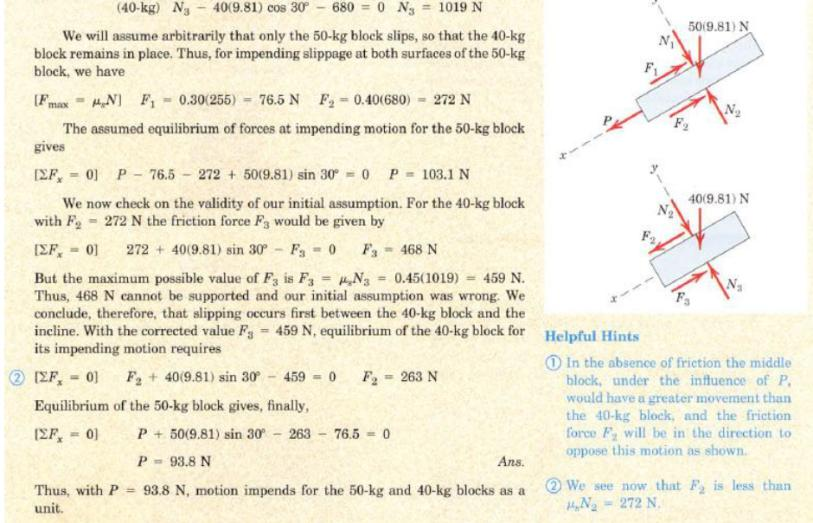 (40-kg) N₃ − 40(9.81) cos 30° − 680 = 0 N₃ = 1019 N
We will assume arbitrarily that only the 50-kg block slips, so that the 40-kg
block remains in place. Thus, for impending slippage at both surfaces of the 50-kg
block, we have
[Fmax = μₛN] F₁ = 0.30(255) = 76.5 N F₂ = 0.40(680) = 272 N
The assumed equilibrium of forces at impending motion for the 50-kg block
gives
[ΣFₓ = 0] P − 76.5 − 272 + 50(9.81) sin 30° = 0 P = 103.1 N
We now check on the validity of our initial assumption. For the 40-kg block
with F₂ = 272 N the friction force F₃ would be given by
[ΣFₓ = 0] 272 + 40(9.81) sin 30° − F₃ = 0 F₃ = 468 N
But the maximum possible value of F₃ is F₃ = μₛN₃ = 0.45(1019) = 459 N.
Thus, 468 N cannot be supported and our initial assumption was wrong. We
conclude, therefore, that slipping occurs first between the 40-kg block and the
incline. With the corrected value F₃ = 459 N, equilibrium of the 40-kg block for
its impending motion requires
② [ΣFₓ = 0] F₂ + 40(9.81) sin 30° − 459 = 0 F₂ = 263 N
Equilibrium of the 50-kg block gives, finally,
[ΣFₓ = 0] P + 50(9.81) sin 30° − 263 − 76.5 = 0
P = 93.8 N Ans.
Thus, with P = 93.8 N, motion impends for the 50-kg and 40-kg blocks as a
unit.
50(9.81) N
N₁
F₁
P
F₂
N₂
x
y
40(9.81) N
N₂
F₂
x
F₃
N₃
Helpful Hints
① In the absence of friction the middle
block, under the influence of P,
would have a greater movement than
the 40-kg block, and the friction
force F₂ will be in the direction to
oppose this motion as shown.
② We see now that F₂ is less than
μₛN₂ = 272 N.